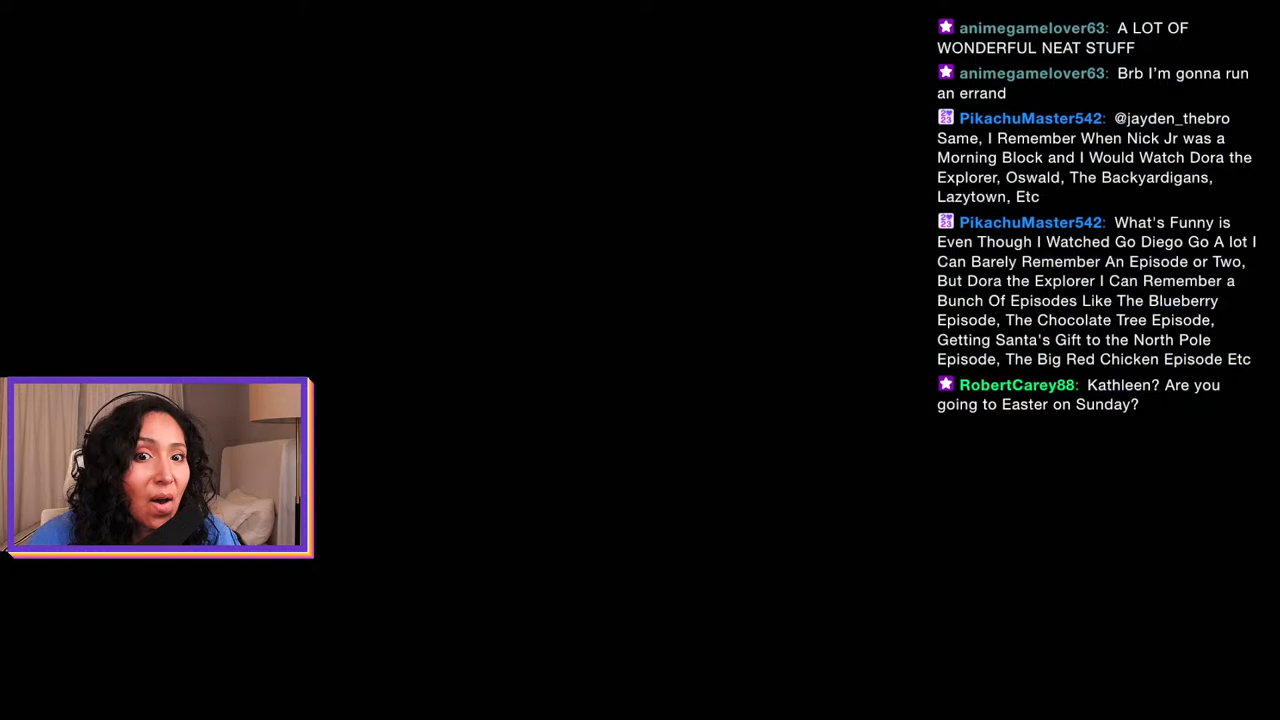 animegamelover63: A LOT OF
WONDERFUL NEAT STUFF
animegamelover63: Brb I’m gonna run
an errand
PikachuMaster542: @jayden_thebro
Same, I Remember When Nick Jr was a
Morning Block and I Would Watch Dora the
Explorer, Oswald, The Backyardigans,
Lazytown, Etc
PikachuMaster542: What's Funny is
Even Though I Watched Go Diego Go A lot I
Can Barely Remember An Episode or Two,
But Dora the Explorer I Can Remember a
Bunch Of Episodes Like The Blueberry
Episode, The Chocolate Tree Episode,
Getting Santa's Gift to the North Pole
Episode, The Big Red Chicken Episode Etc
RobertCarey88: Kathleen? Are you
going to Easter on Sunday?